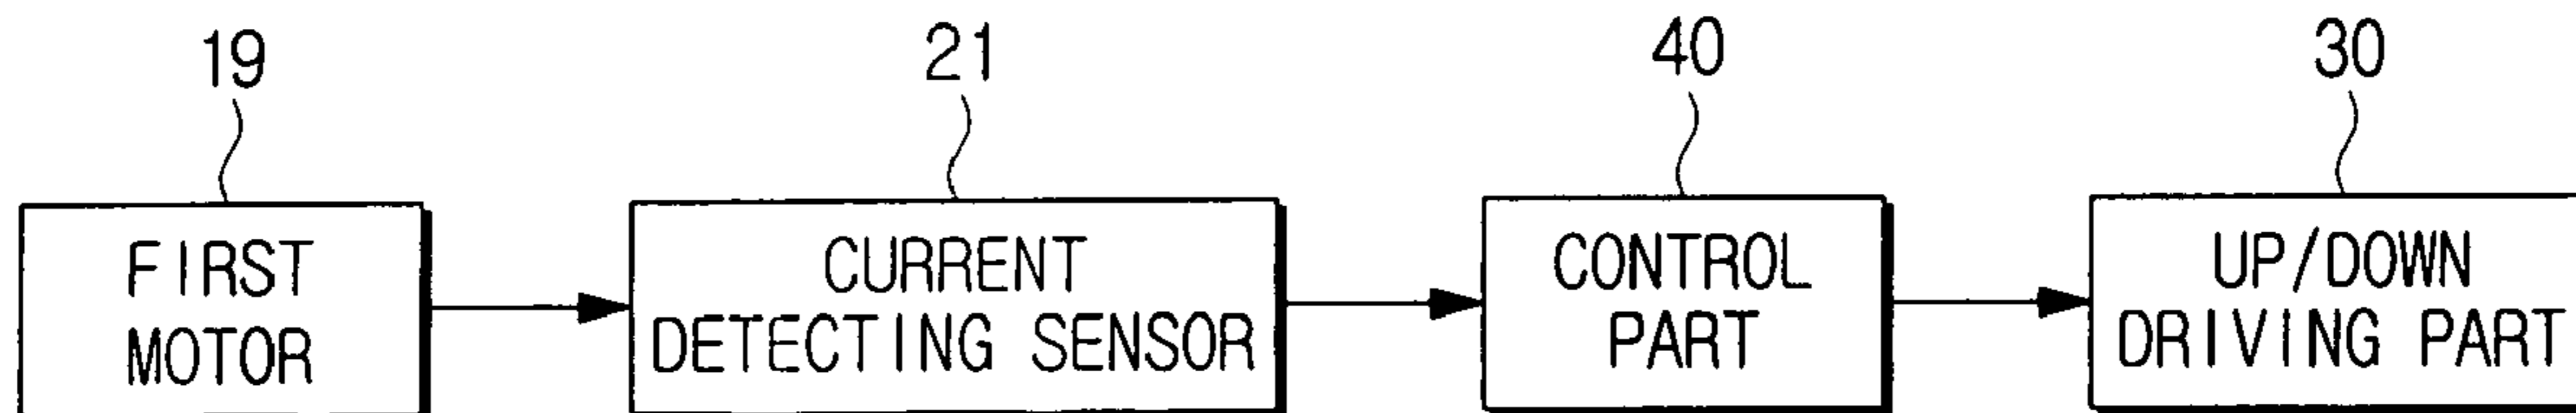 19
21
40
30
FIRST
MOTOR
CURRENT
DETECTING SENSOR
CONTROL
PART
UP/DOWN
DRIVING PART